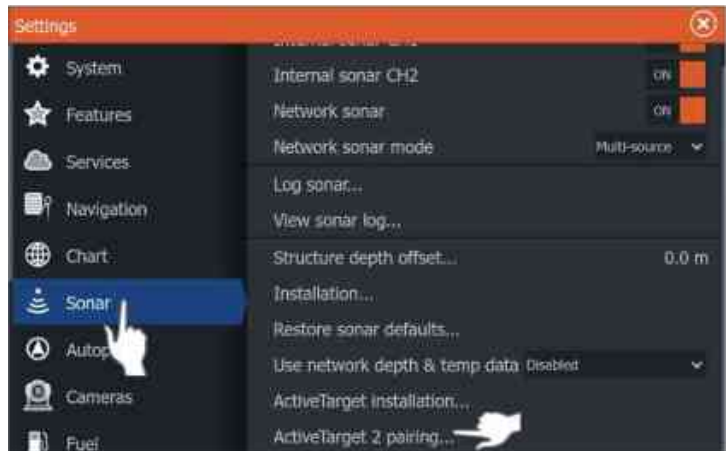 Settings
System
Features
Services
Navigation
Chart
Sonar
Cameras
Fuel
Internal sonar CH2 ON
Network sonar ON
Network sonar mode Multi-source
Log sonar...
View sonar log...
Structure depth offset... 0.0 m
Installation...
Restore sonar defaults...
Use network depth & temp data Disabled
ActiveTarget installation...
ActiveTarget 2 pairing...